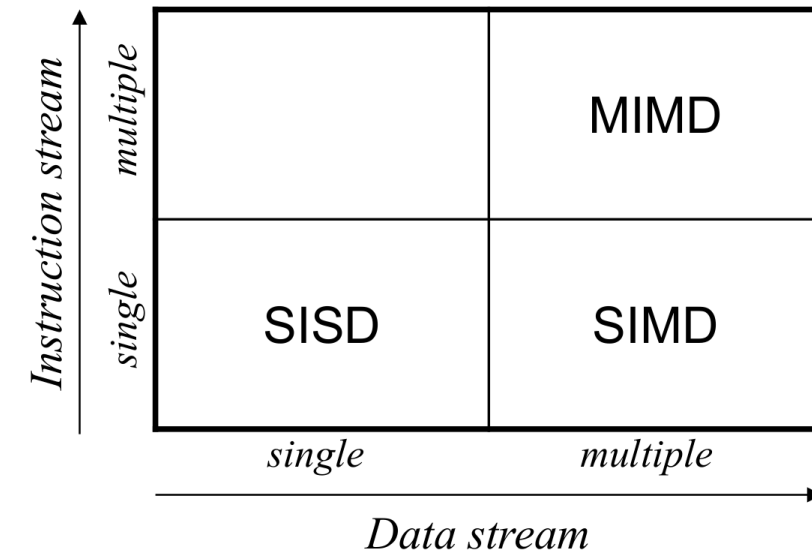 Instruction stream
multiple
MIMD
single
SISD
SIMD
single
multiple
Data stream